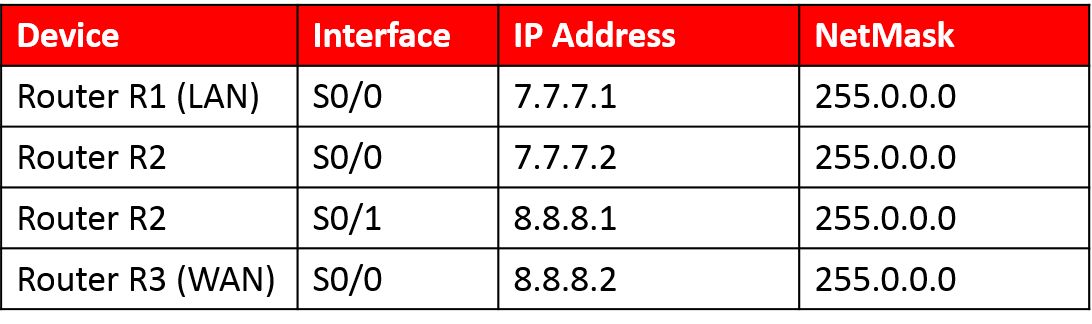 Device Interface IP Address NetMask
Router R1 (LAN) S0/0 7.7.7.1 255.0.0.0
Router R2 S0/0 7.7.7.2 255.0.0.0
Router R2 S0/1 8.8.8.1 255.0.0.0
Router R3 (WAN) S0/0 8.8.8.2 255.0.0.0